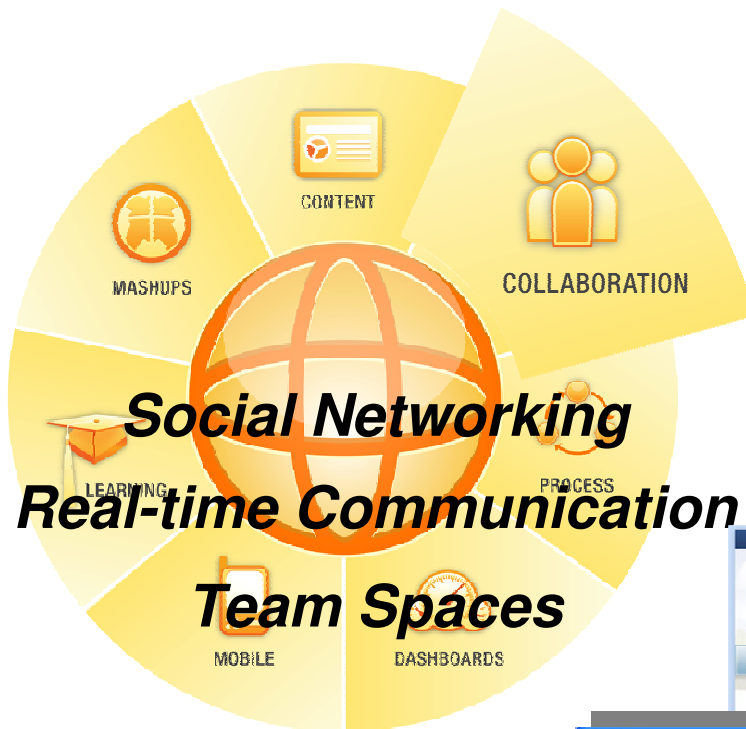 CONTENT
COLLABORATION
MASHUPS
Social Networking
LEARNING
PROCESS
Real-time Communication
Team Spaces
MOBILE
DASHBOARDS